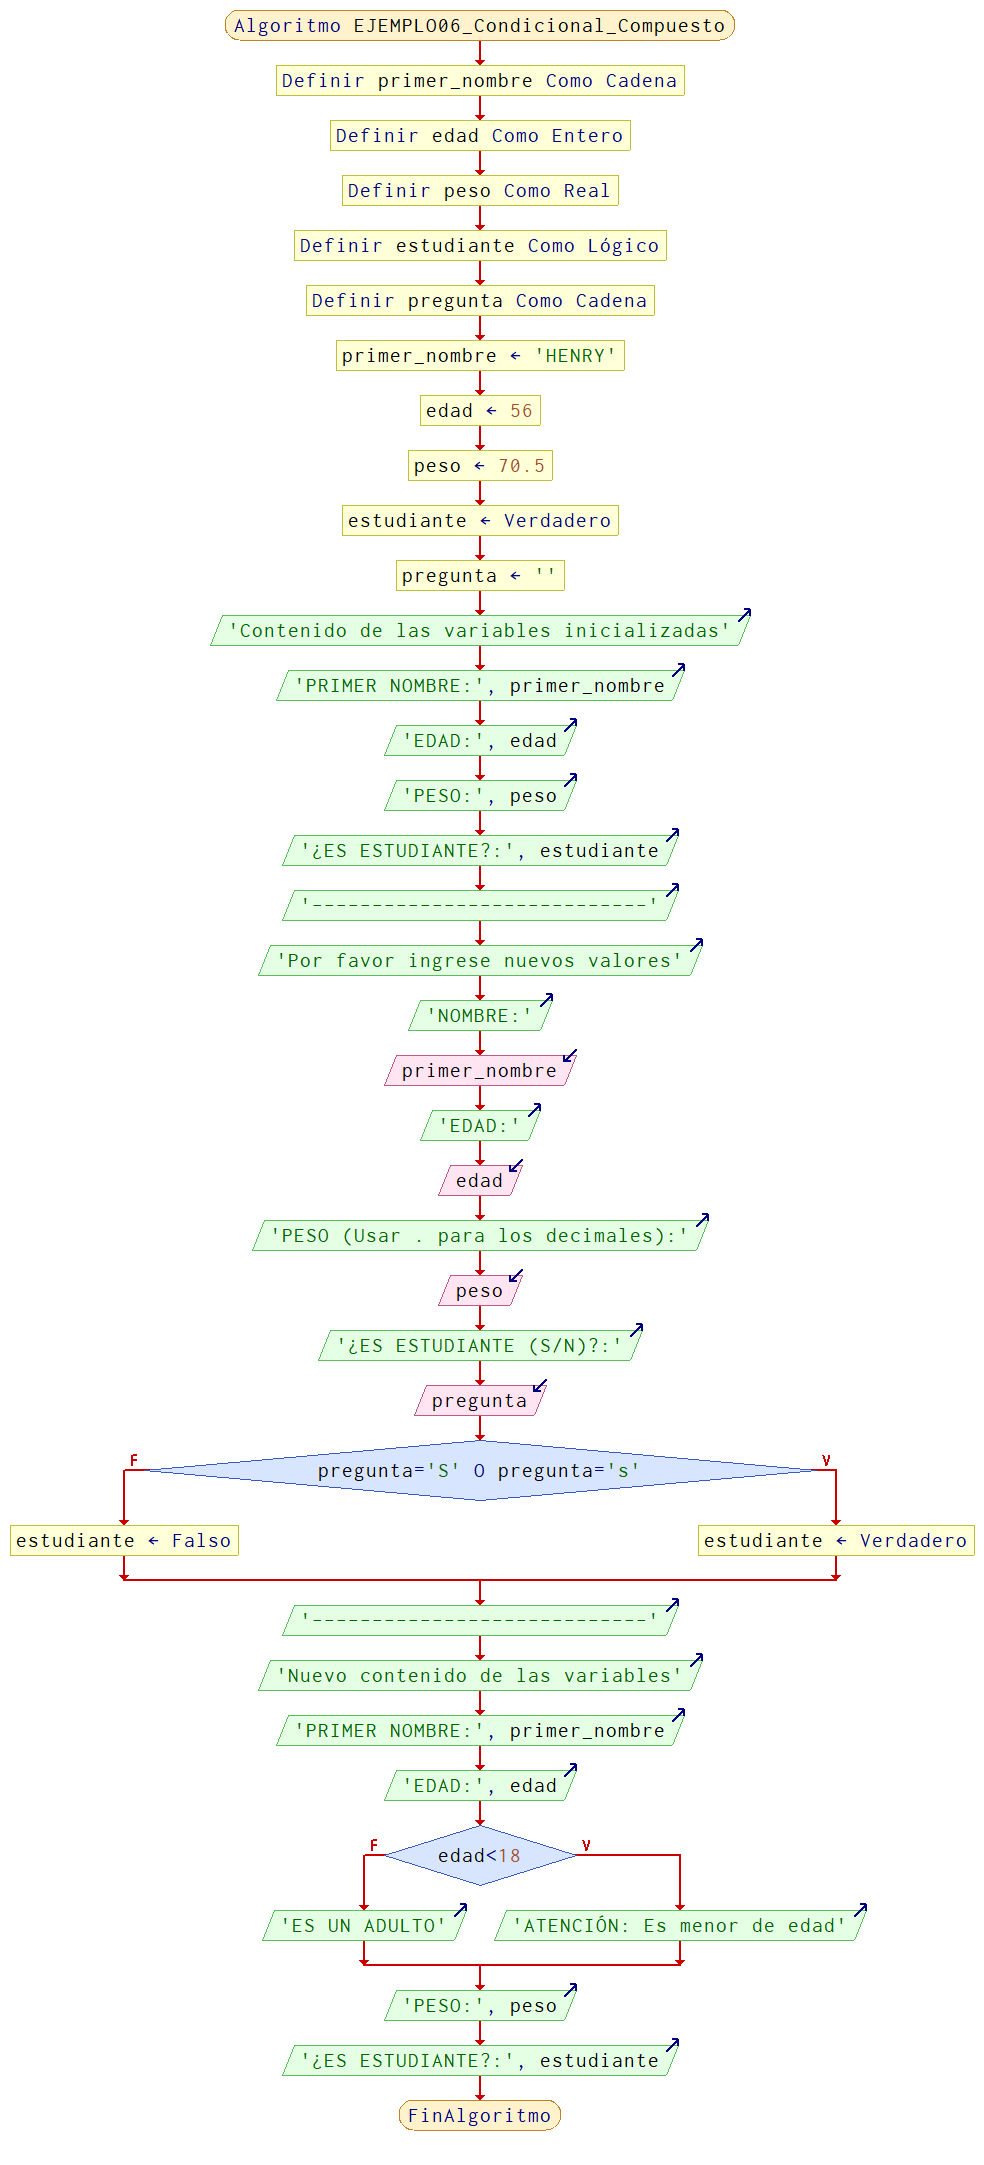 Algoritmo EJEMPLO06_Condicional_Compuesto
Definir primer_nombre Como Cadena
Definir edad Como Entero
Definir peso Como Real
Definir estudiante Como Lógico
Definir pregunta Como Cadena
primer_nombre ← 'HENRY'
edad ← 56
peso ← 70.5
estudiante ← Verdadero
pregunta ← ''
'Contenido de las variables inicializadas'
'PRIMER NOMBRE:', primer_nombre
'EDAD:', edad
'PESO:', peso
'¿ES ESTUDIANTE?:', estudiante
'----------------------------'
'Por favor ingrese nuevos valores'
'NOMBRE:'
primer_nombre
'EDAD:'
edad
'PESO (Usar . para los decimales):'
peso
'¿ES ESTUDIANTE (S/N)?:'
pregunta
F
V
pregunta='S' O pregunta='s'
estudiante ← Falso
estudiante ← Verdadero
'----------------------------'
'Nuevo contenido de las variables'
'PRIMER NOMBRE:', primer_nombre
'EDAD:', edad
F
V
edad<18
'ES UN ADULTO'
'ATENCIÓN: Es menor de edad'
'PESO:', peso
'¿ES ESTUDIANTE?:', estudiante
FinAlgoritmo